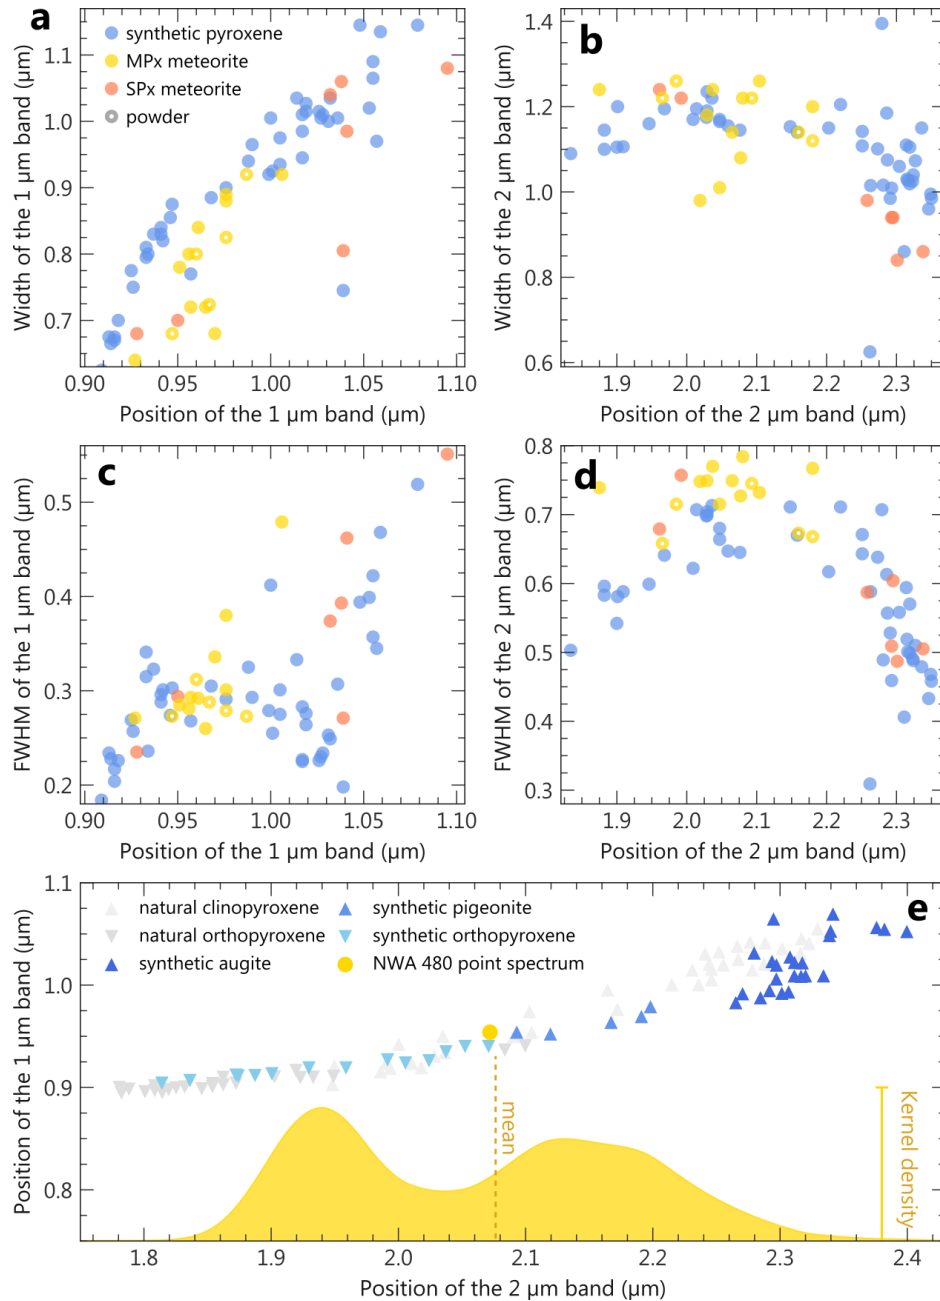 a
synthetic pyroxene
MPx meteorite
SPx meteorite
powder
Width of the 1 µm band (µm)
1.1
1.0
0.9
0.8
0.7
0.90
0.95
1.00
1.05
1.10
Position of the 1 µm band (µm)
b
Width of the 2 µm band (µm)
1.4
1.2
1.0
0.8
0.6
1.9
2.0
2.1
2.2
2.3
Position of the 2 µm band (µm)
c
FWHM of the 1 µm band (µm)
0.5
0.4
0.3
0.2
0.90
0.95
1.00
1.05
1.10
Position of the 1 µm band (µm)
d
FWHM of the 2 µm band (µm)
0.8
0.7
0.6
0.5
0.4
0.3
1.9
2.0
2.1
2.2
2.3
Position of the 2 µm band (µm)
e
natural clinopyroxene
natural orthopyroxene
synthetic augite
synthetic pigeonite
synthetic orthopyroxene
NWA 480 point spectrum
Position of the 1 µm band (µm)
1.1
1.0
0.9
0.8
mean
Kernel density
1.8
1.9
2.0
2.1
2.2
2.3
2.4
Position of the 2 µm band (µm)